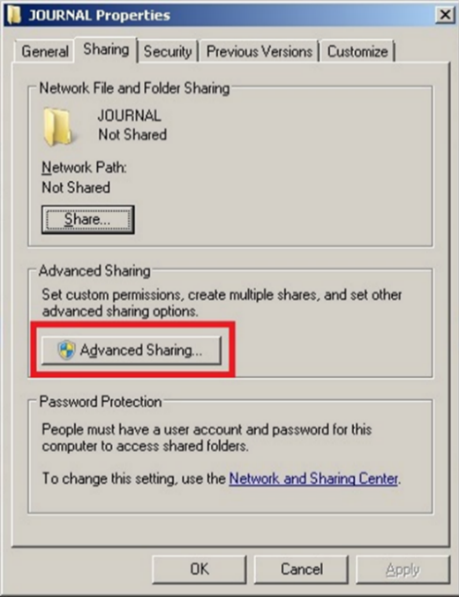 JOURNAL Properties
General Sharing Security Previous Versions Customize
Network File and Folder Sharing
JOURNAL
Not Shared
Network Path:
Not Shared
Share...
Advanced Sharing
Set custom permissions, create multiple shares, and set other
advanced sharing options.
Advanced Sharing...
Password Protection
People must have a user account and password for this
computer to access shared folders.
To change this setting, use the Network and Sharing Center.
OK Cancel Apply